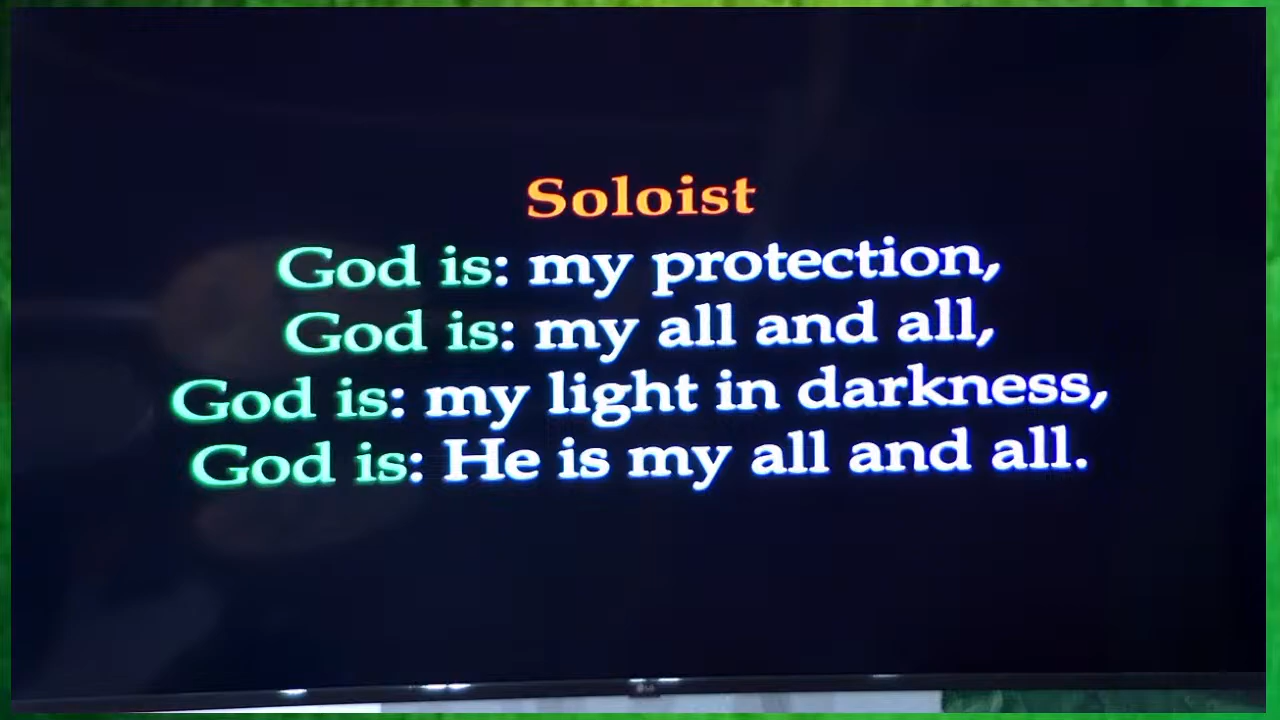 Soloist
God is: my protection,
God is: my all and all,
God is: my light in darkness,
God is: He is my all and all.